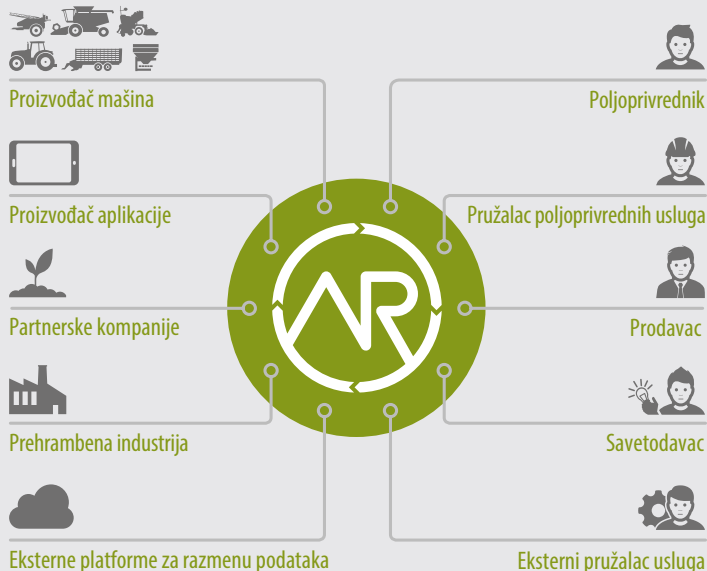 Proizvođač mašina
Poljoprivrednik
Proizvođač aplikacije
Pružalac poljoprivrednih usluga
AR
Partnerske kompanije
Prodavac
Prehrambena industrija
Savetodavac
Eksterne platforme za razmenu podataka
Eksterni pružalac usluga